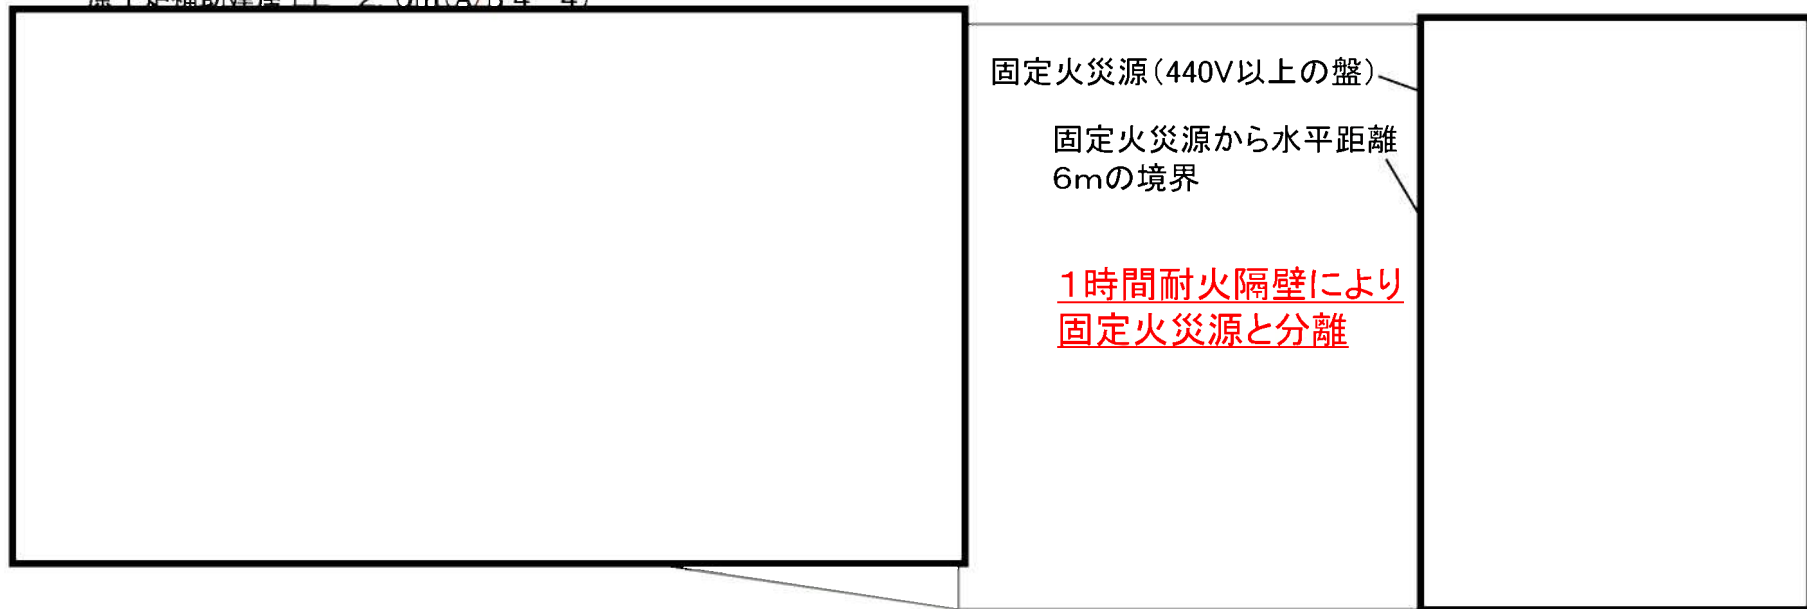 固定火災源(440V以上の盤)
固定火災源から水平距離
6mの境界
1時間耐火隔壁により
固定火災源と分離